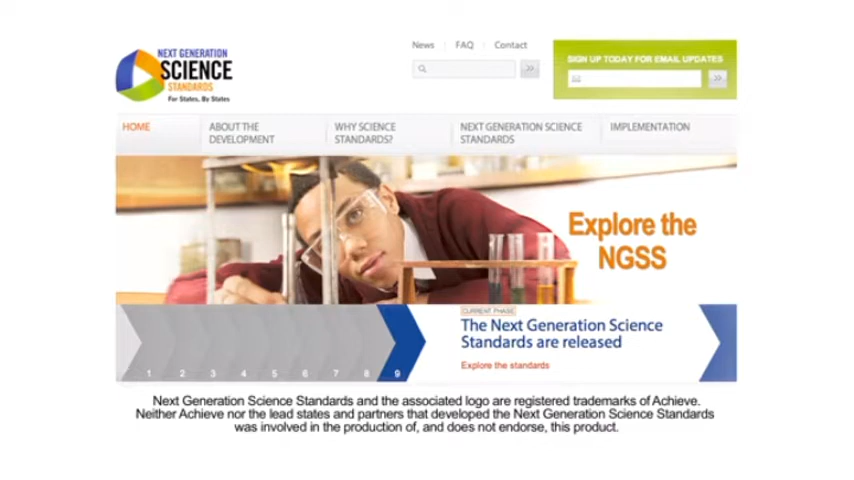 NEXT GENERATION
SCIENCE
STANDARDS
For States, By States
News
FAQ
Contact
SIGN UP TODAY FOR EMAIL UPDATES
HOME
ABOUT THE
DEVELOPMENT
WHY SCIENCE
STANDARDS?
NEXT GENERATION SCIENCE
STANDARDS
IMPLEMENTATION
Explore the
NGSS
CURRENT PHASE
The Next Generation Science
Standards are released
Explore the standards
1 2 3 4 5 6 7 8 9
Next Generation Science Standards and the associated logo are registered trademarks of Achieve.
Neither Achieve nor the lead states and partners that developed the Next Generation Science Standards
was involved in the production of, and does not endorse, this product.